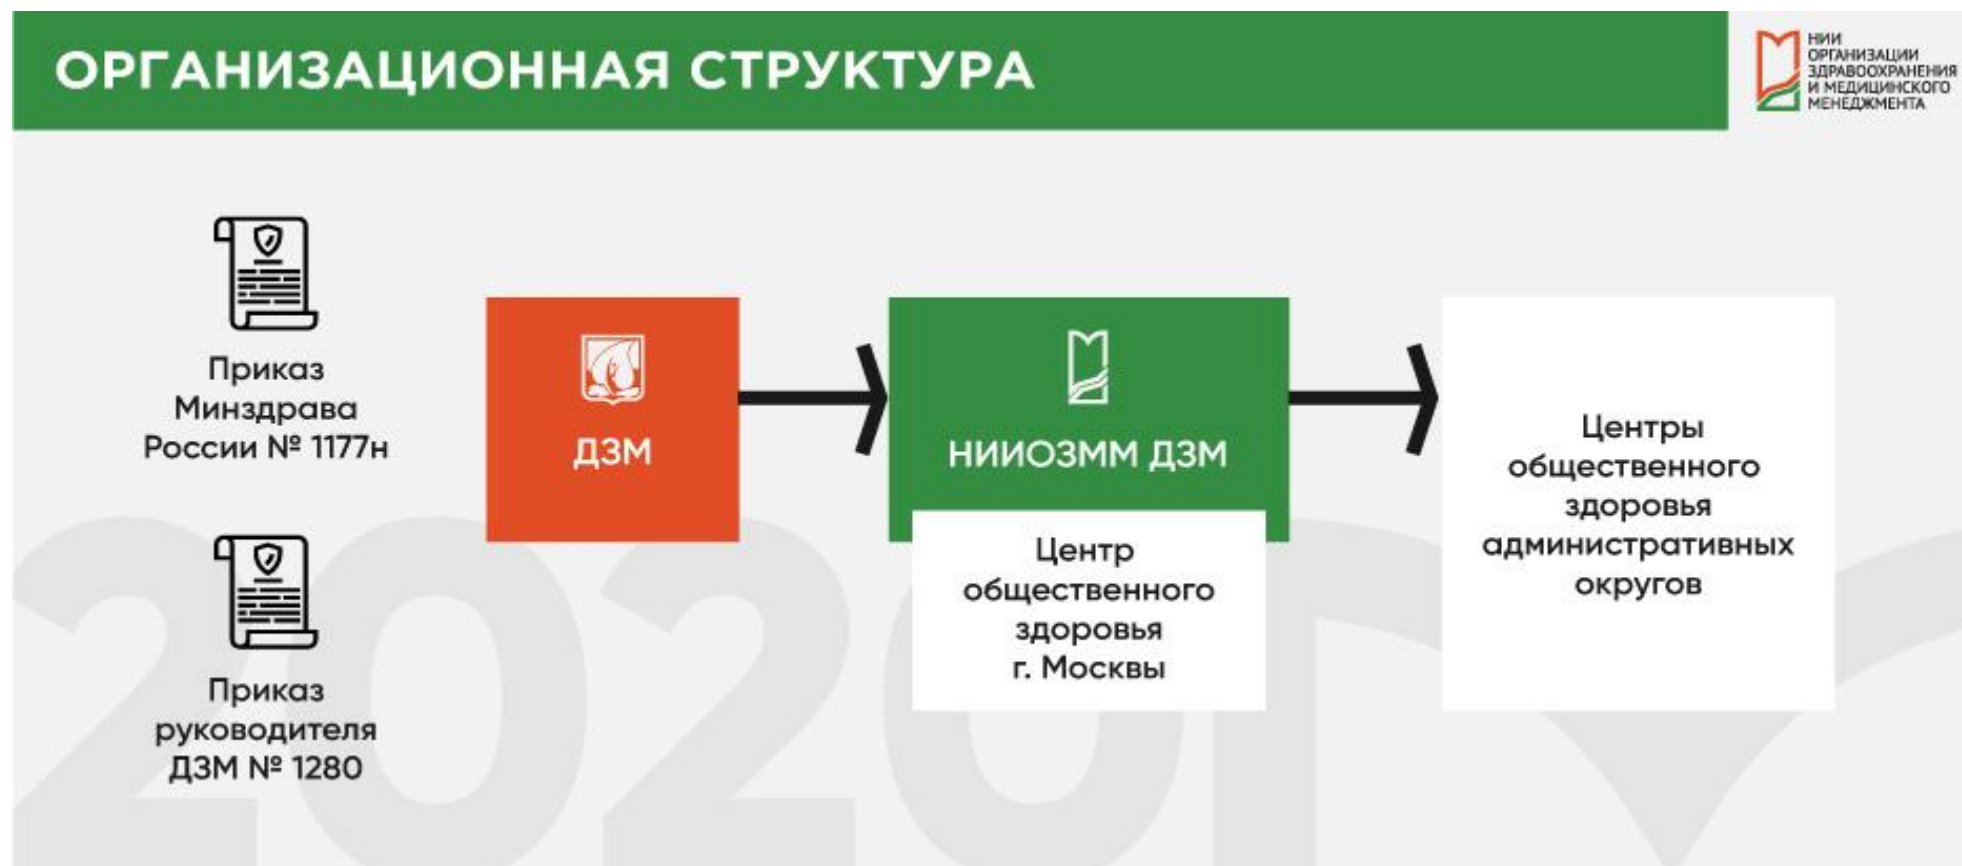 ОРГАНИЗАЦИОННАЯ СТРУКТУРА
НИИ
ОРГАНИЗАЦИИ
ЗДРАВООХРАНЕНИЯ
И МЕДИЦИНСКОГО
МЕНЕДЖМЕНТА
Приказ
Минздрава
России № 1177н
Приказ
руководителя
ДЗМ № 1280
ДЗМ
НИИОЗММ ДЗМ
Центр
общественного
здоровья
г. Москвы
Центры
общественного
здоровья
административных
округов
2020г